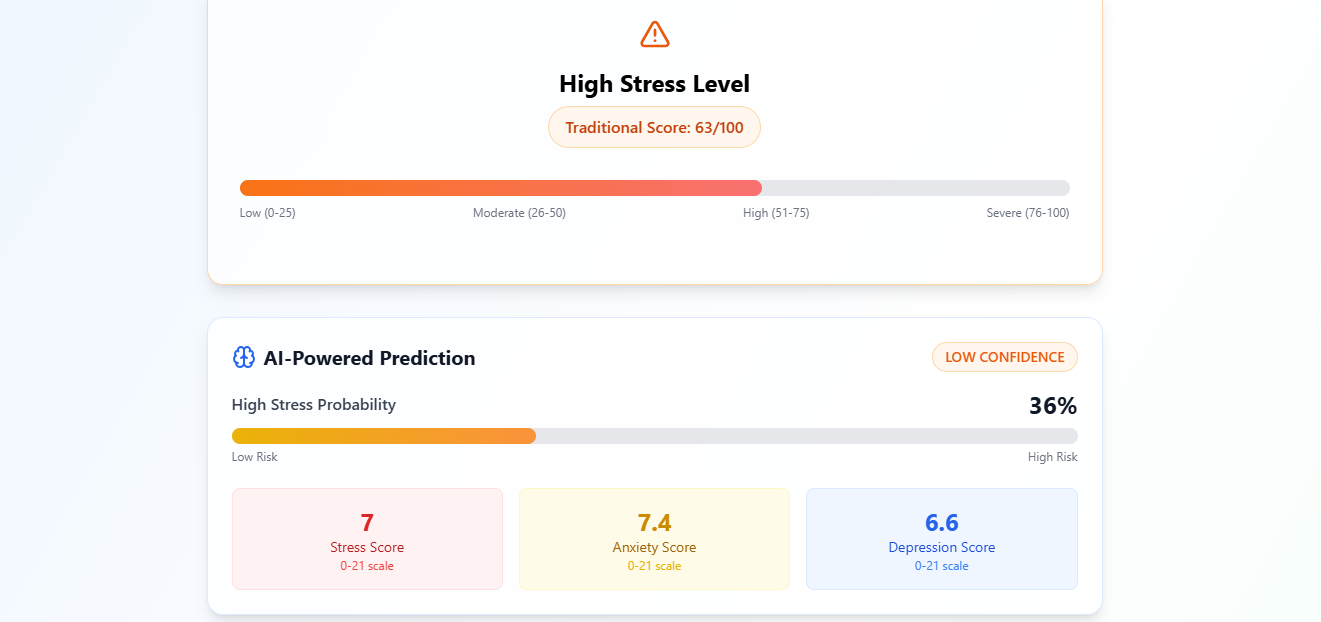 High Stress Level
Traditional Score: 63/100
Low (0-25) Moderate (26-50) High (51-75) Severe (76-100)
AI-Powered Prediction LOW CONFIDENCE
High Stress Probability 36%
Low Risk High Risk
7 7.4 6.6
Stress Score Anxiety Score Depression Score
0-21 scale 0-21 scale 0-21 scale